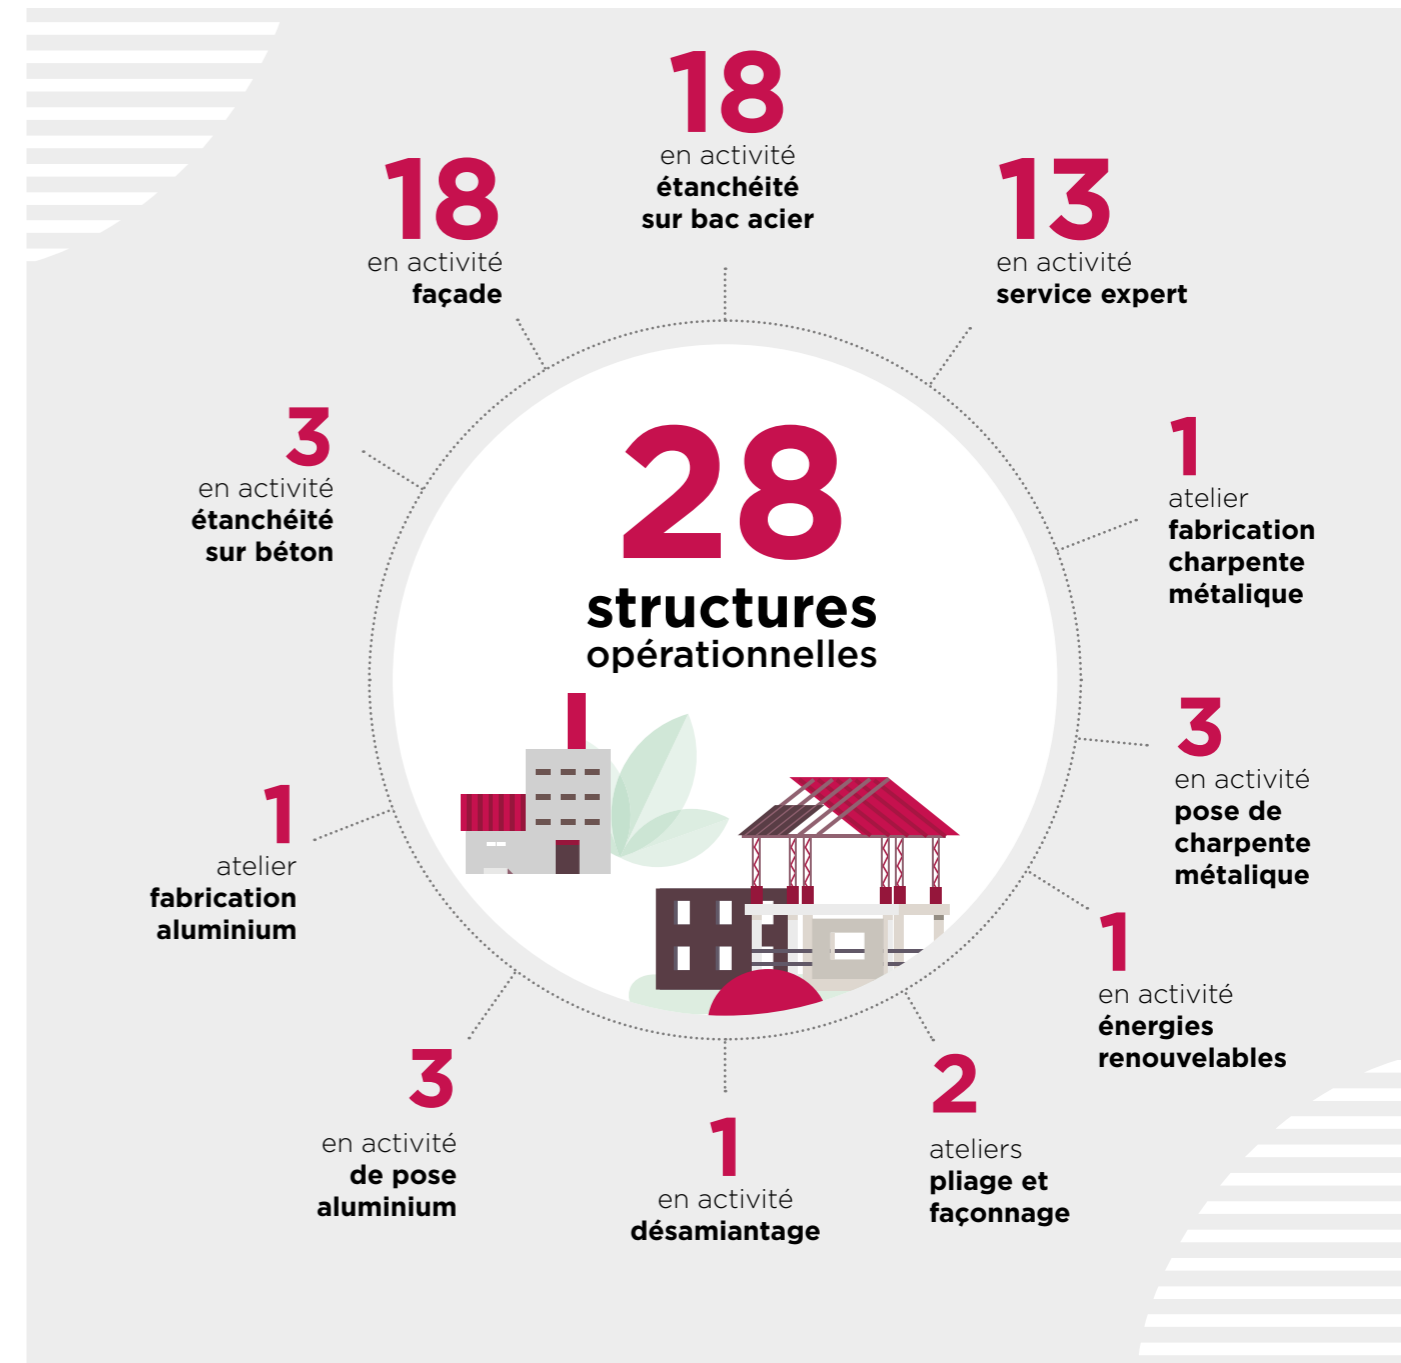 18
en activité
étanchéité
sur bac acier
18
en activité
façade
13
en activité
service expert
3
en activité
étanchéité
sur béton
28
structures
opérationnelles
1
atelier
fabrication
charpente
métalique
3
en activité
pose de
charpente
métalique
1
atelier
fabrication
aluminium
1
en activité
énergies
renouvelables
3
en activité
de pose
aluminium
1
en activité
désamiantage
2
ateliers
pliage et
façonnage